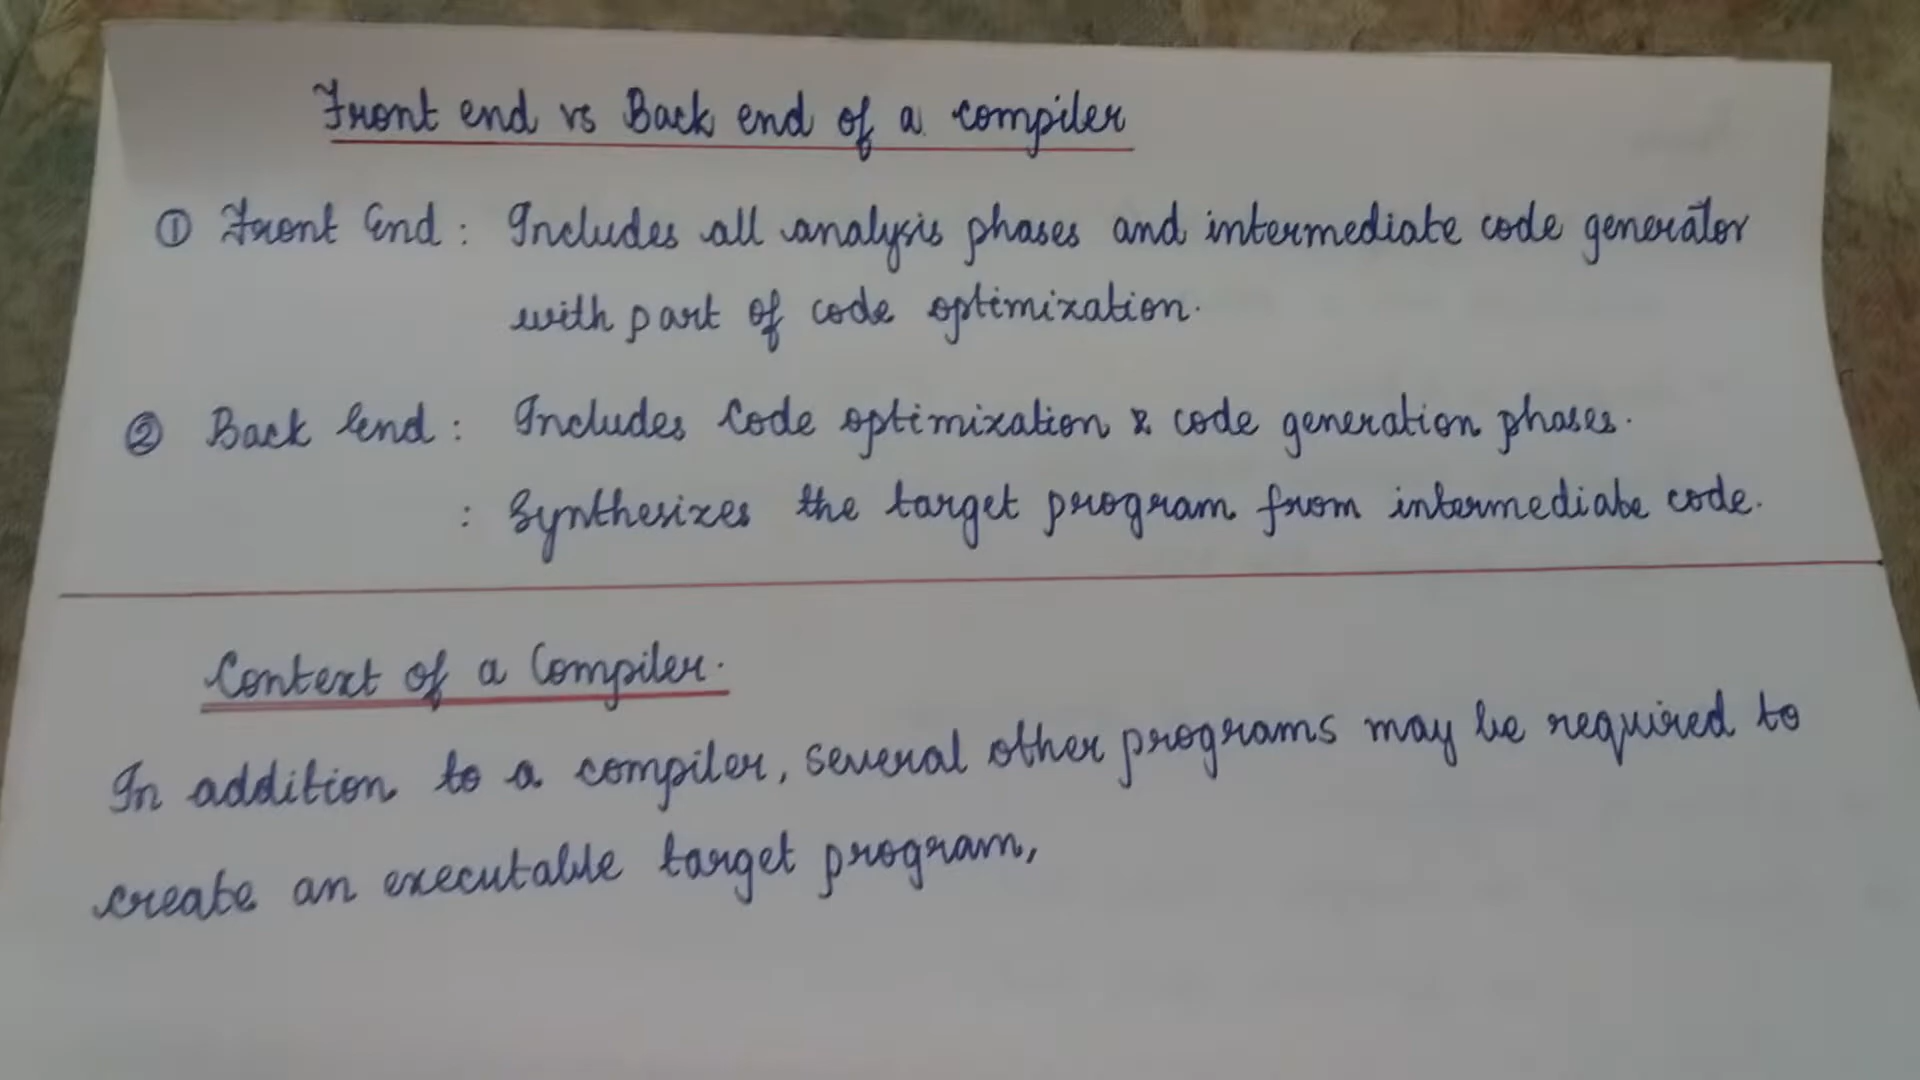 Front end vs Back end of a compiler
① Front End : Includes all analysis phases and intermediate code generator
with part of code optimization.
② Back End : Includes Code optimization & code generation phases.
: Synthesizes the target program from intermediate code.
Context of a Compiler.
In addition to a compiler, several other programs may be required to
create an executable target program,